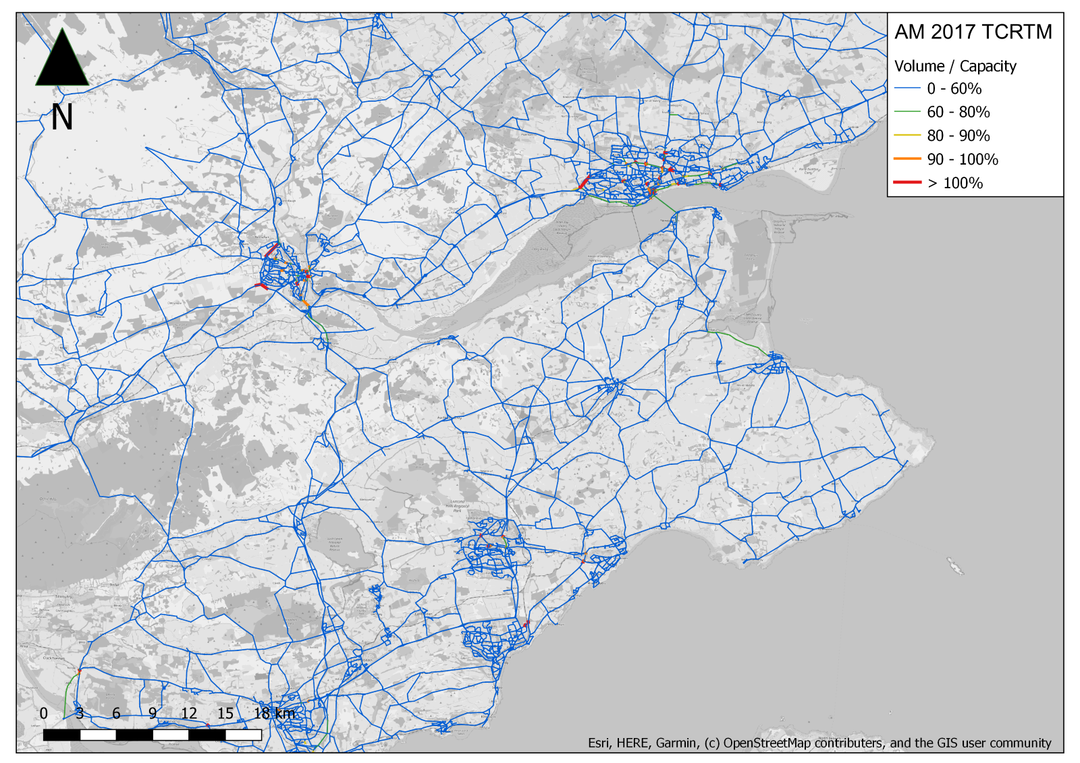 AM 2017 TCRTM
Volume / Capacity
0 - 60%
60 - 80%
80 - 90%
90 - 100%
> 100%
N
0 3 6 9 12 15 18 km
Esri, HERE, Garmin, (c) OpenStreetMap contributers, and the GIS user community